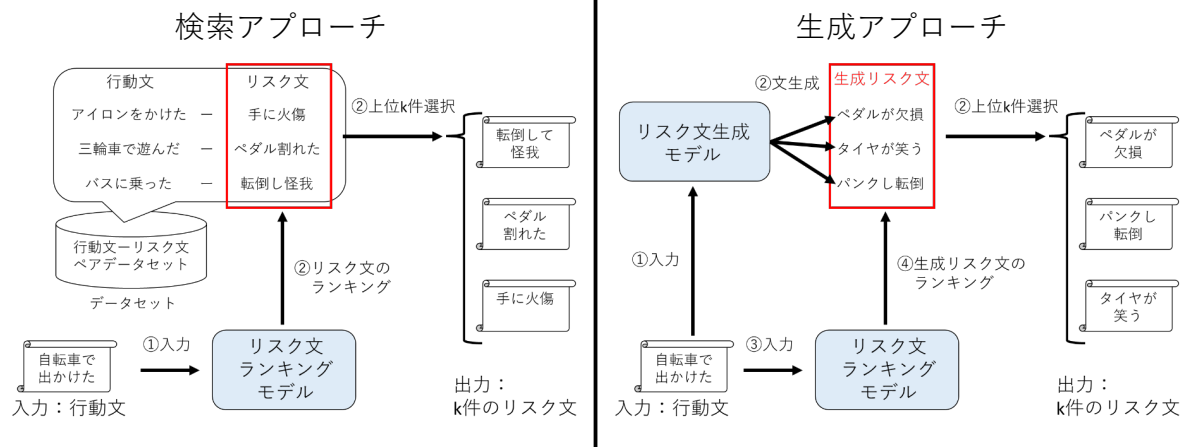 検索アプローチ
行動文
リスク文
アイロンをかけた
ー
手に火傷
三輪車で遊んだ
ー
ペダル割れた
バスに乗った
ー
転倒し怪我
行動文ーリスク文
ペアデータセット
データセット
②上位k件選択
転倒して
怪我
ペダル
割れた
手に火傷
②リスク文の
ランキング
自転車で
出かけた
入力：行動文
①入力
リスク文
ランキング
モデル
出力：
k件のリスク文
生成アプローチ
リスク文生成
モデル
②文生成
生成リスク文
ペダルが欠損
タイヤが笑う
パンクし転倒
②上位k件選択
ペダルが
欠損
パンクし
転倒
タイヤが
笑う
①入力
④生成リスク文の
ランキング
自転車で
出かけた
入力：行動文
③入力
リスク文
ランキング
モデル
出力：
k件のリスク文